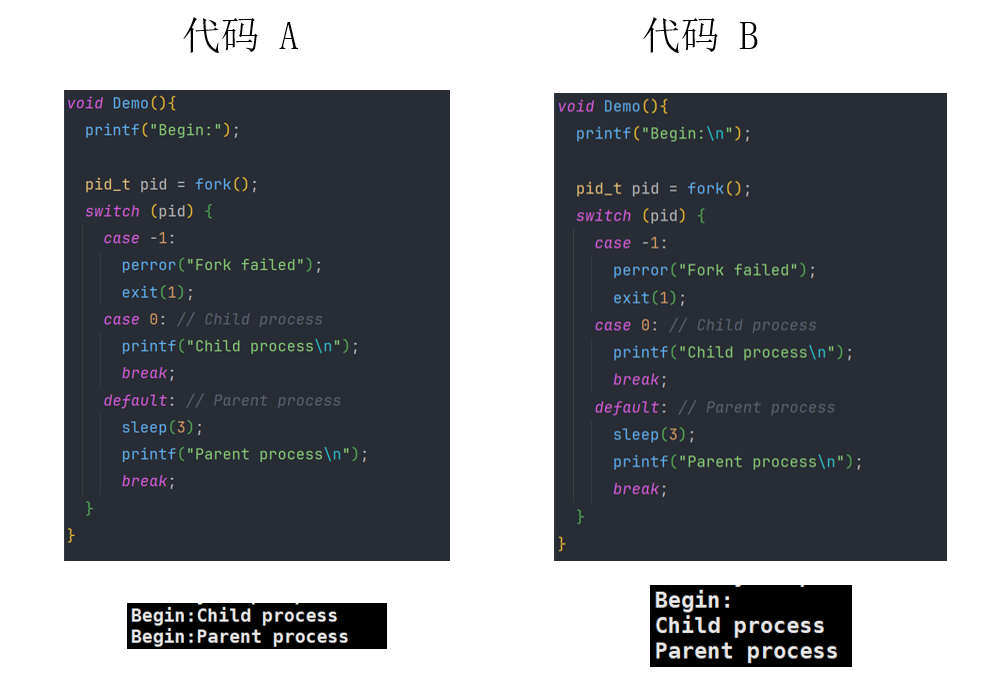 代码 A
void Demo(){
printf("Begin:");
pid_t pid = fork();
switch (pid) {
case -1:
perror("Fork failed");
exit(1);
case 0: // Child process
printf("Child process\n");
break;
default: // Parent process
sleep(3);
printf("Parent process\n");
break;
}
}
Begin:Child process
Begin:Parent process
代码 B
void Demo(){
printf("Begin:\n");
pid_t pid = fork();
switch (pid) {
case -1:
perror("Fork failed");
exit(1);
case 0: // Child process
printf("Child process\n");
break;
default: // Parent process
sleep(3);
printf("Parent process\n");
break;
}
}
Begin:
Child process
Parent process